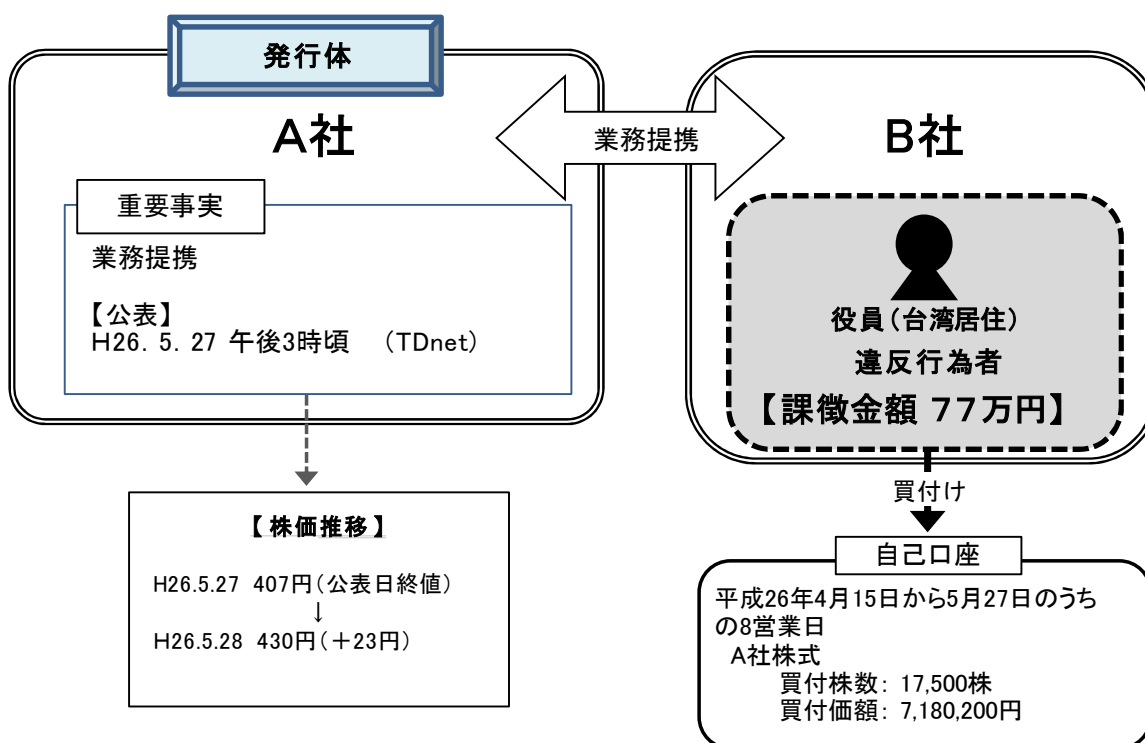 発行体
A社
業務提携
B社
重要事実
業務提携
【公表】
H26. 5. 27 午後3時頃 （TDnet）
役員（台湾居住）
違反行為者
【課徴金額 77万円】
買付け
【株価推移】
H26.5.27 407円（公表日終値）
↓
H26.5.28 430円（＋23円）
自己口座
平成26年4月15日から5月27日のうち
の8営業日
A社株式
買付株数： 17,500株
買付価額： 7,180,200円